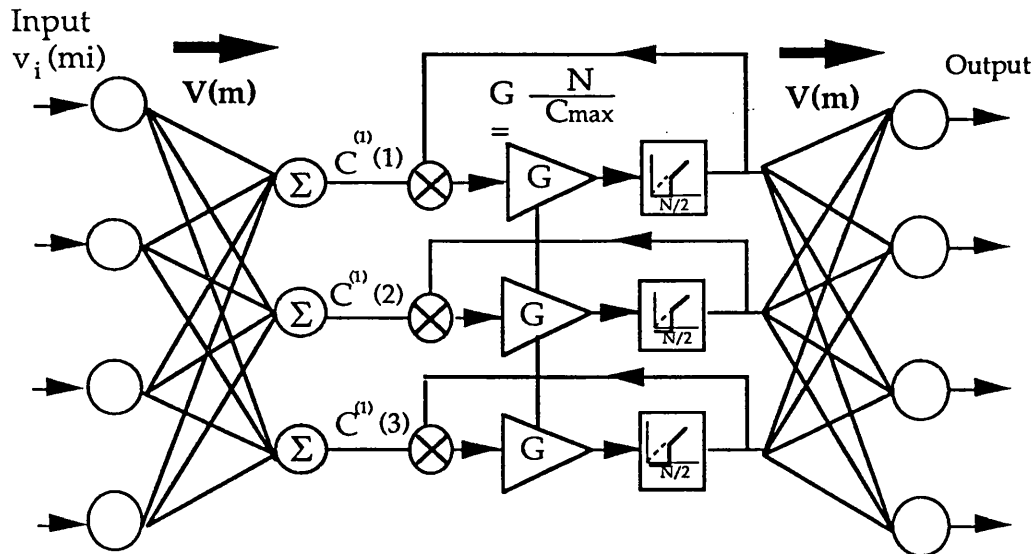 Input
v_i(mi)
V(m)
G = N / Cmax
V(m)
Output
Σ
C^(1)(1)
G
N/2
Σ
C^(1)(2)
G
N/2
Σ
C^(1)(3)
G
N/2